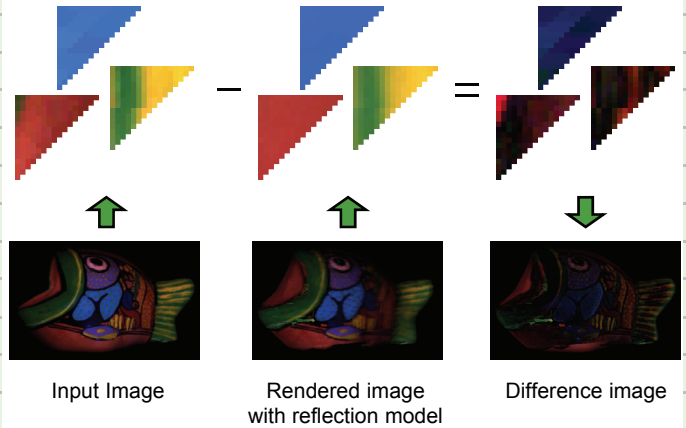 Input Image
Rendered image
with reflection model
Difference image